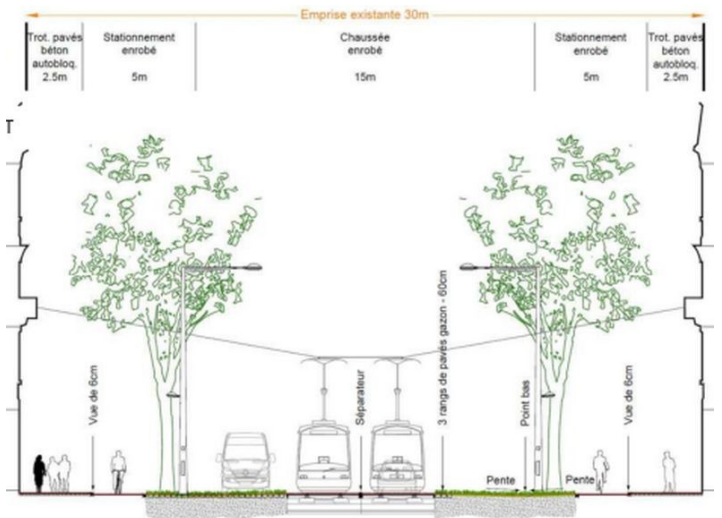 Emprise existante 30m
Trot. pavés
béton
autobloq.
2.5m
Stationnement
enrobé
5m
Chaussée
enrobé
15m
Stationnement
enrobé
5m
Trot. pavés
béton
autobloq.
2.5m
T
Vue de 6cm
Séparateur
3 rangs de pavés gazon - 60cm
Point bas
Vue de 6cm
Pente
Pente